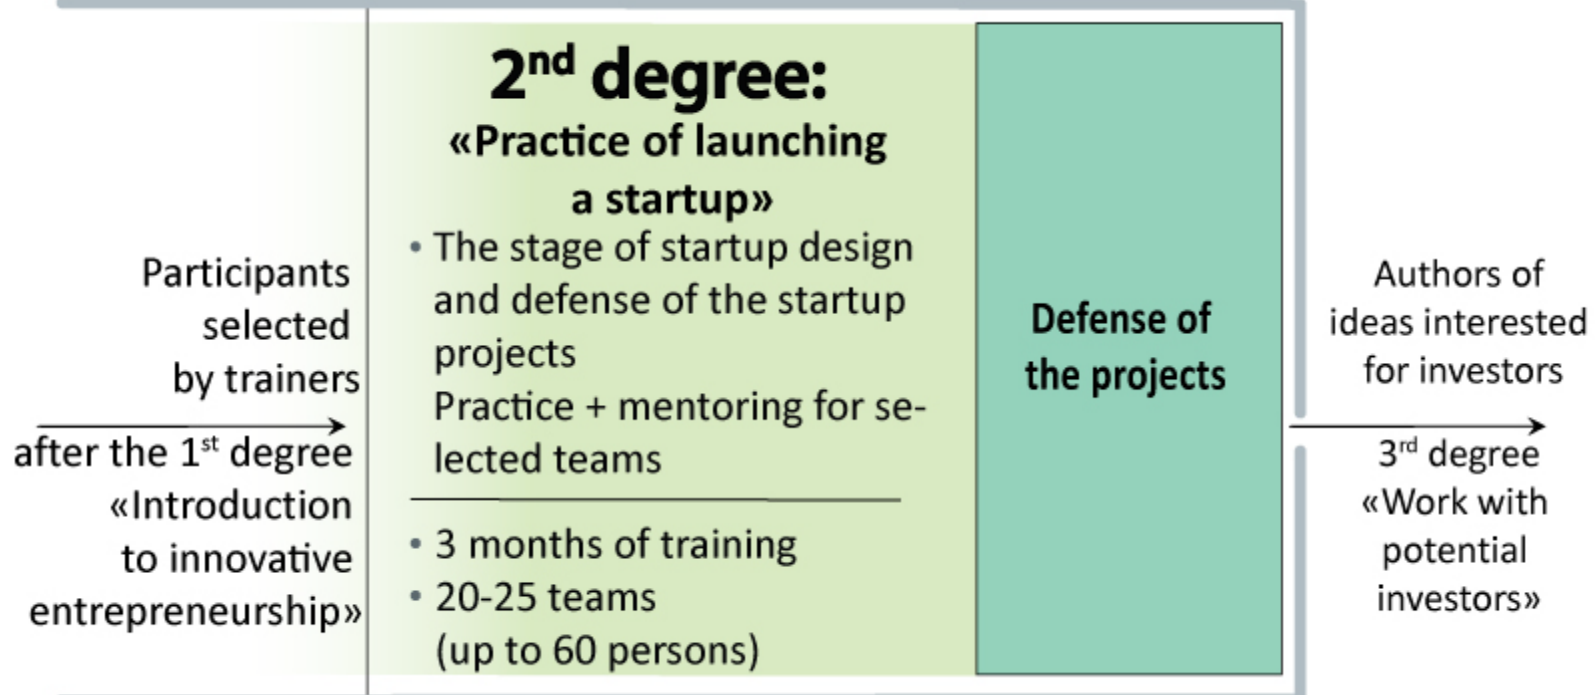 Participants
selected
by trainers
after the 1st degree
«Introduction
to innovative
entrepreneurship»
2nd degree:
«Practice of launching
a startup»
• The stage of startup design
and defense of the startup
projects
Practice + mentoring for se-
lected teams
• 3 months of training
• 20-25 teams
(up to 60 persons)
Defense of
the projects
Authors of
ideas interested
for investors
3rd degree
«Work with
potential
investors»